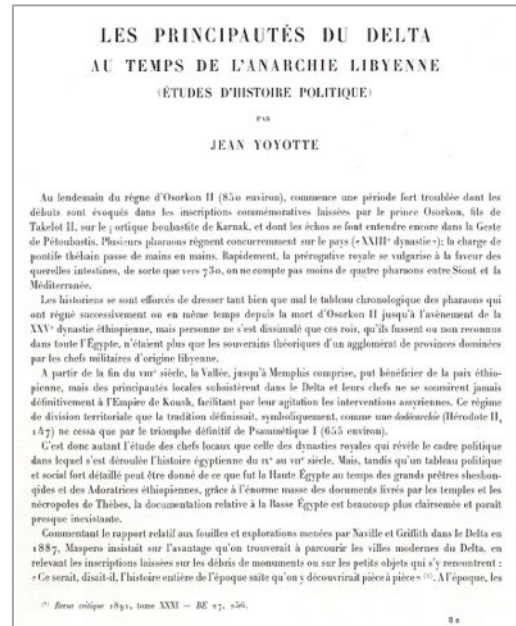 LES PRINCIPAUTÉS DU DELTA
AU TEMPS DE L'ANARCHIE LIBYENNE
(ÉTUDES D'HISTOIRE POLITIQUE)
PAR
JEAN YOYOTTE
Au lendemain du règne d'Osorkon II (850 environ), commence une période fort troublée dont les
débuts sont évoqués dans les inscriptions commémoratives laissées par le prince Osorkon, fils de
Takelot II, sur le portique boubastite de Karnak, et dont les échos se font entendre encore dans la Geste
de Pétoubastis. Plusieurs pharaons règnent concurremment sur le pays (« XXIIIe dynastie »); la charge de
pontife thébain passe de mains en mains. Rapidement, la prérogative royale se vulgarise à la faveur des
querelles intestines, de sorte que vers 730, on ne compte pas moins de quatre pharaons entre Siout et la
Méditerranée.
Les historiens se sont efforcés de dresser tant bien que mal le tableau chronologique des pharaons qui
ont régné successivement ou en même temps depuis la mort d'Osorkon II jusqu'à l'avènement de la
XXVe dynastie éthiopienne, mais personne ne s'est dissimulé que ces rois, qu'ils fussent ou non reconnus
dans toute l'Égypte, n'étaient plus que les souverains théoriques d'un agglomérat de provinces dominées
par les chefs militaires d'origine libyenne.
A partir de la fin du VIIIe siècle, la Vallée, jusqu'à Memphis comprise, put bénéficier de la paix éthio-
pienne, mais des principautés locales subsistèrent dans le Delta et leurs chefs ne se soumirent jamais
définitivement à l'Empire de Koush, facilitant par leur agitation les interventions assyriennes. Ce régime
de division territoriale que la tradition définissait, symboliquement, comme une dodécarchie (Hérodote II,
147) ne cessa que par le triomphe définitif de Psammétique I (655 environ).
C'est donc autant l'étude des chefs locaux que celle des dynasties royales qui révèle le cadre politique
dans lequel s'est déroulée l'histoire égyptienne du IXe au VIIe siècle. Mais, tandis qu'un tableau politique
et social fort détaillé peut être donné de ce que fut la Haute Égypte au temps des grands prêtres sheshon-
qides et des Adoratrices éthiopiennes, grâce à l'énorme masse des documents livrés par les temples et les
nécropoles de Thèbes, la documentation relative à la Basse Égypte est beaucoup plus clairsemée et paraît
presque inexistante.
Commentant le rapport relatif aux fouilles et explorations menées par Naville et Griffith dans le Delta en
1887, Maspero insistait sur l'avantage qu'on trouverait à parcourir les villes modernes du Delta, en
relevant les inscriptions laissées sur les débris de monuments ou sur les petits objets qui s'y rencontrent :
« Ce serait, disait-il, l'histoire entière de l'époque saïte qu'on y découvrirait pièce à pièce » (1). A l'époque, les
(1) Revue critique 1891, tome XXXI — BE 27, 256.